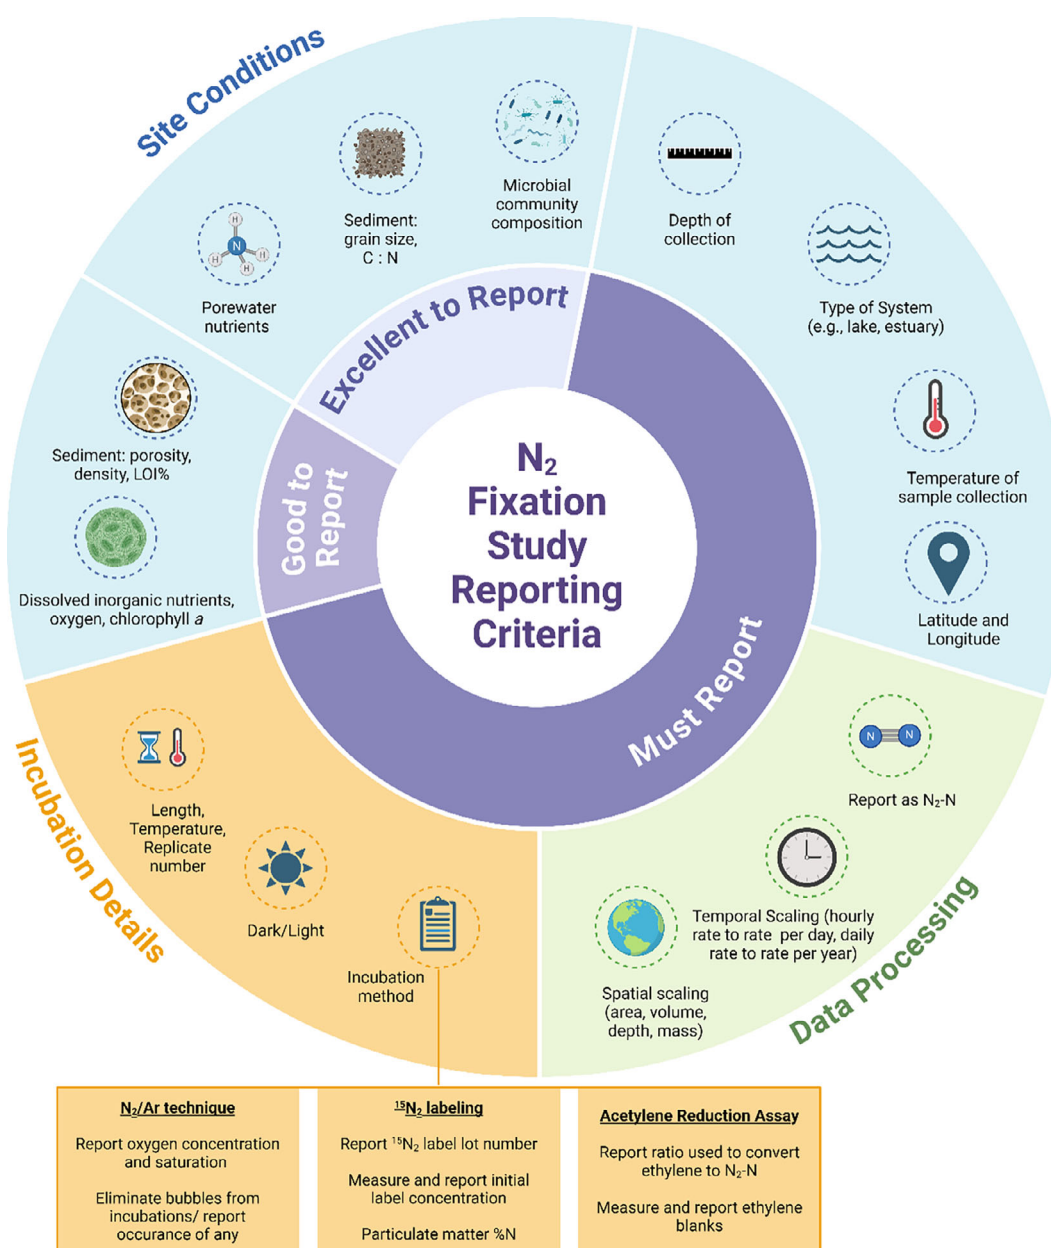 Site Conditions
Microbial
community
composition
Sediment:
grain size,
C : N
Porewater
nutrients
H
N
H
H
H
Depth of
collection
Type of System
(e.g., lake, estuary)
Temperature of
sample collection
Latitude and
Longitude
Sediment: porosity,
density, LOI%
Dissolved inorganic nutrients,
oxygen, chlorophyll a
Excellent to Report
Good to
Report
Must Report
N₂
Fixation
Study
Reporting
Criteria
Incubation Details
Length,
Temperature,
Replicate
number
Dark/Light
Incubation
method
Data Processing
N N
Report as N₂-N
Temporal Scaling (hourly
rate to rate per day, daily
rate to rate per year)
Spatial scaling
(area, volume,
depth, mass)
N₂/Ar technique
Report oxygen concentration
and saturation
Eliminate bubbles from
incubations/ report
occurance of any
¹⁵N₂ labeling
Report ¹⁵N₂ label lot number
Measure and report initial
label concentration
Particulate matter %N
Acetylene Reduction Assay
Report ratio used to convert
ethylene to N₂-N
Measure and report ethylene
blanks